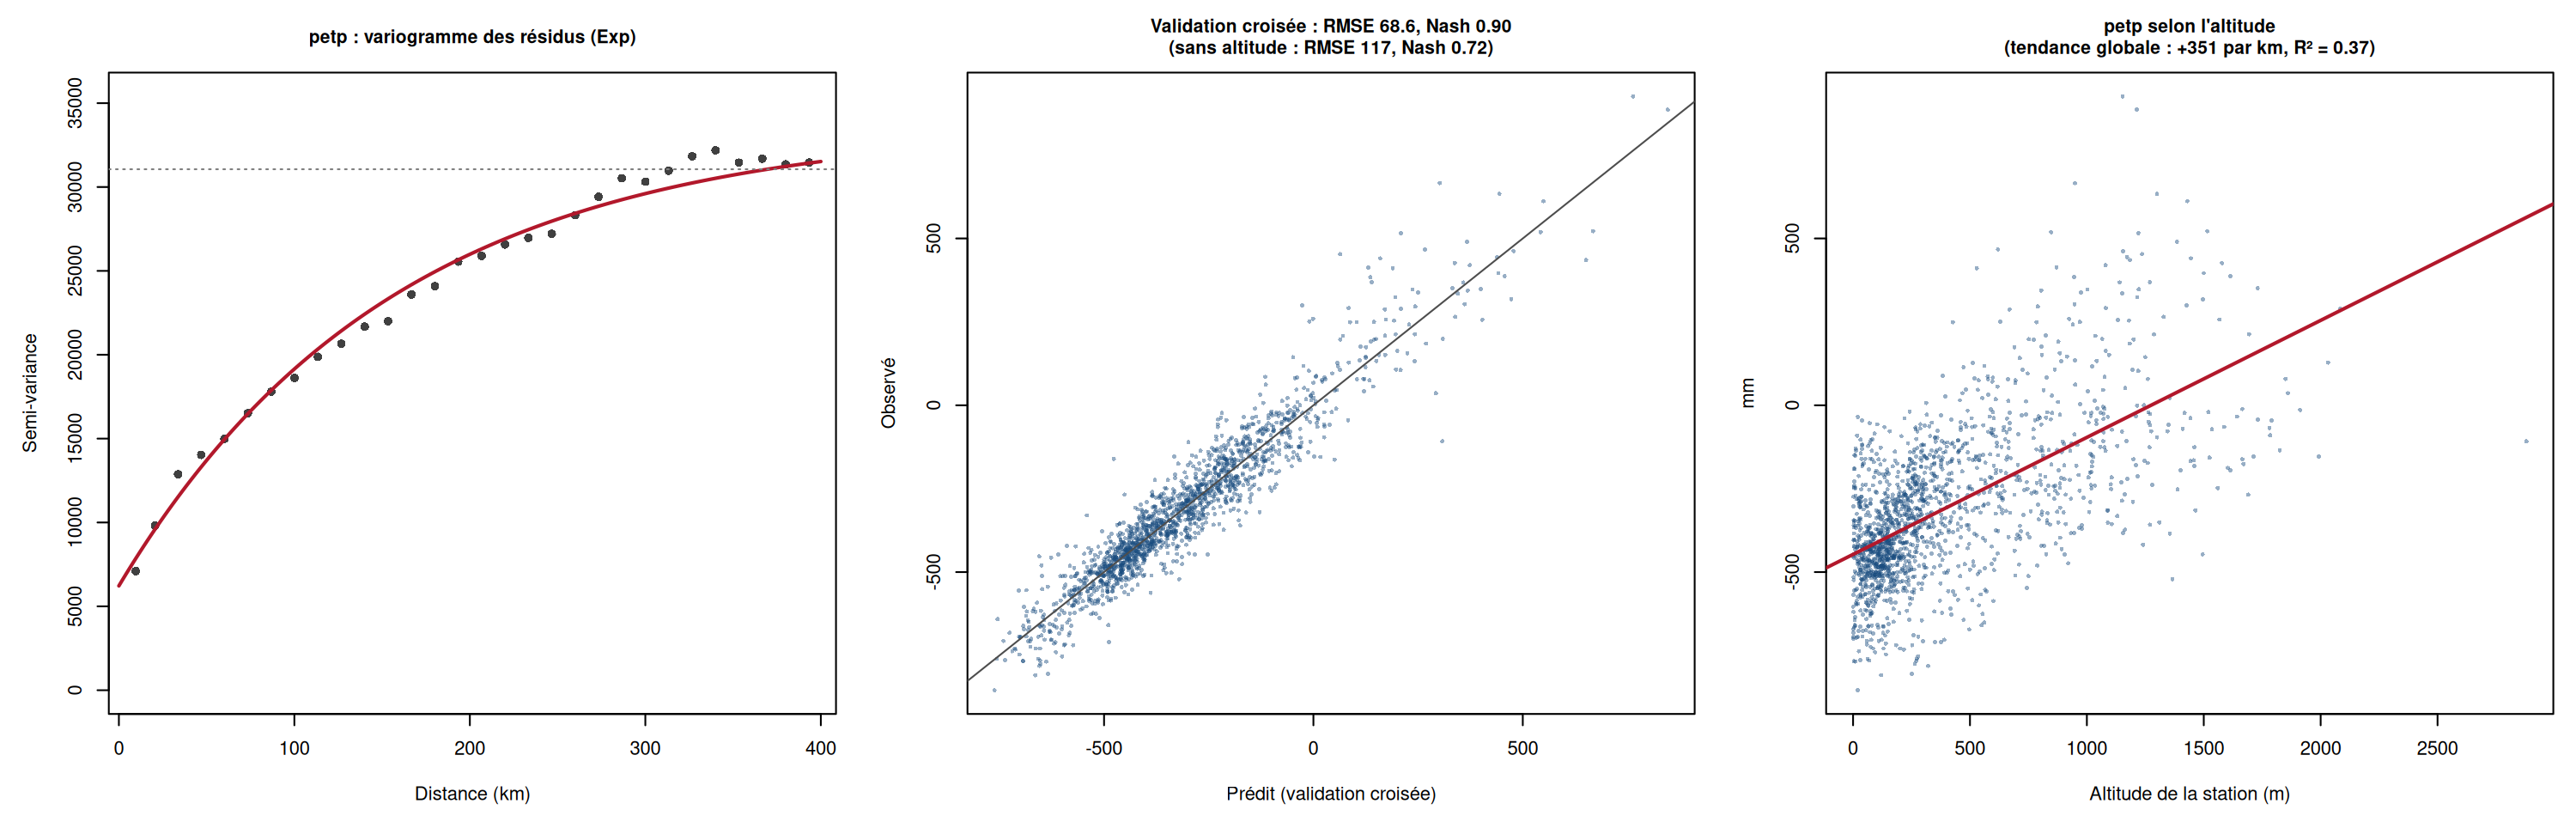 petp : variogramme des résidus (Exp)
Semi-variance
0
5000
10000
15000
20000
25000
30000
35000
0
100
200
300
400
Distance (km)
Validation croisée : RMSE 68.6, Nash 0.90
(sans altitude : RMSE 117, Nash 0.72)
Observé
-500
0
500
-500
0
500
Prédit (validation croisée)
petp selon l'altitude
(tendance globale : +351 par km, R² = 0.37)
mm
-500
0
500
0
500
1000
1500
2000
2500
Altitude de la station (m)